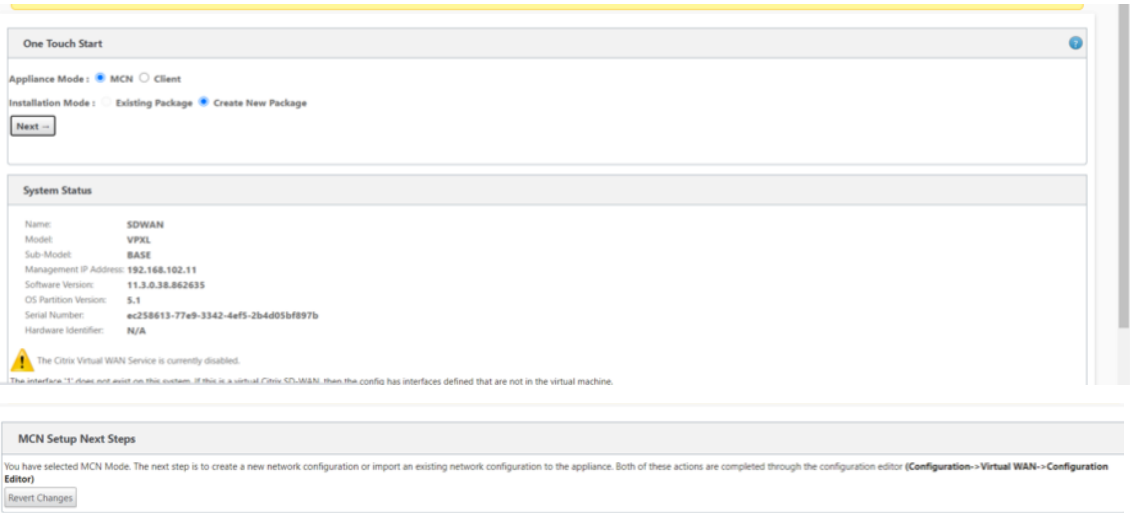 One Touch Start
Appliance Mode : MCN Client
Installation Mode : Existing Package Create New Package
Next →
System Status
Name: SDWAN
Model: VPXL
Sub-Model: BASE
Management IP Address: 192.168.102.11
Software Version: 11.3.0.38.862635
OS Partition Version: 5.1
Serial Number: ec258613-77e9-3342-4ef5-2b4d05bf897b
Hardware Identifier: N/A
The Citrix Virtual WAN Service is currently disabled.
The interface '1' does not exist on this system. If this is a virtual Citrix SD-WAN, then the config has interfaces defined that are not in the virtual machine.
MCN Setup Next Steps
You have selected MCN Mode. The next step is to create a new network configuration or import an existing network configuration to the appliance. Both of these actions are completed through the configuration editor (Configuration->Virtual WAN->Configuration
Editor)
Revert Changes